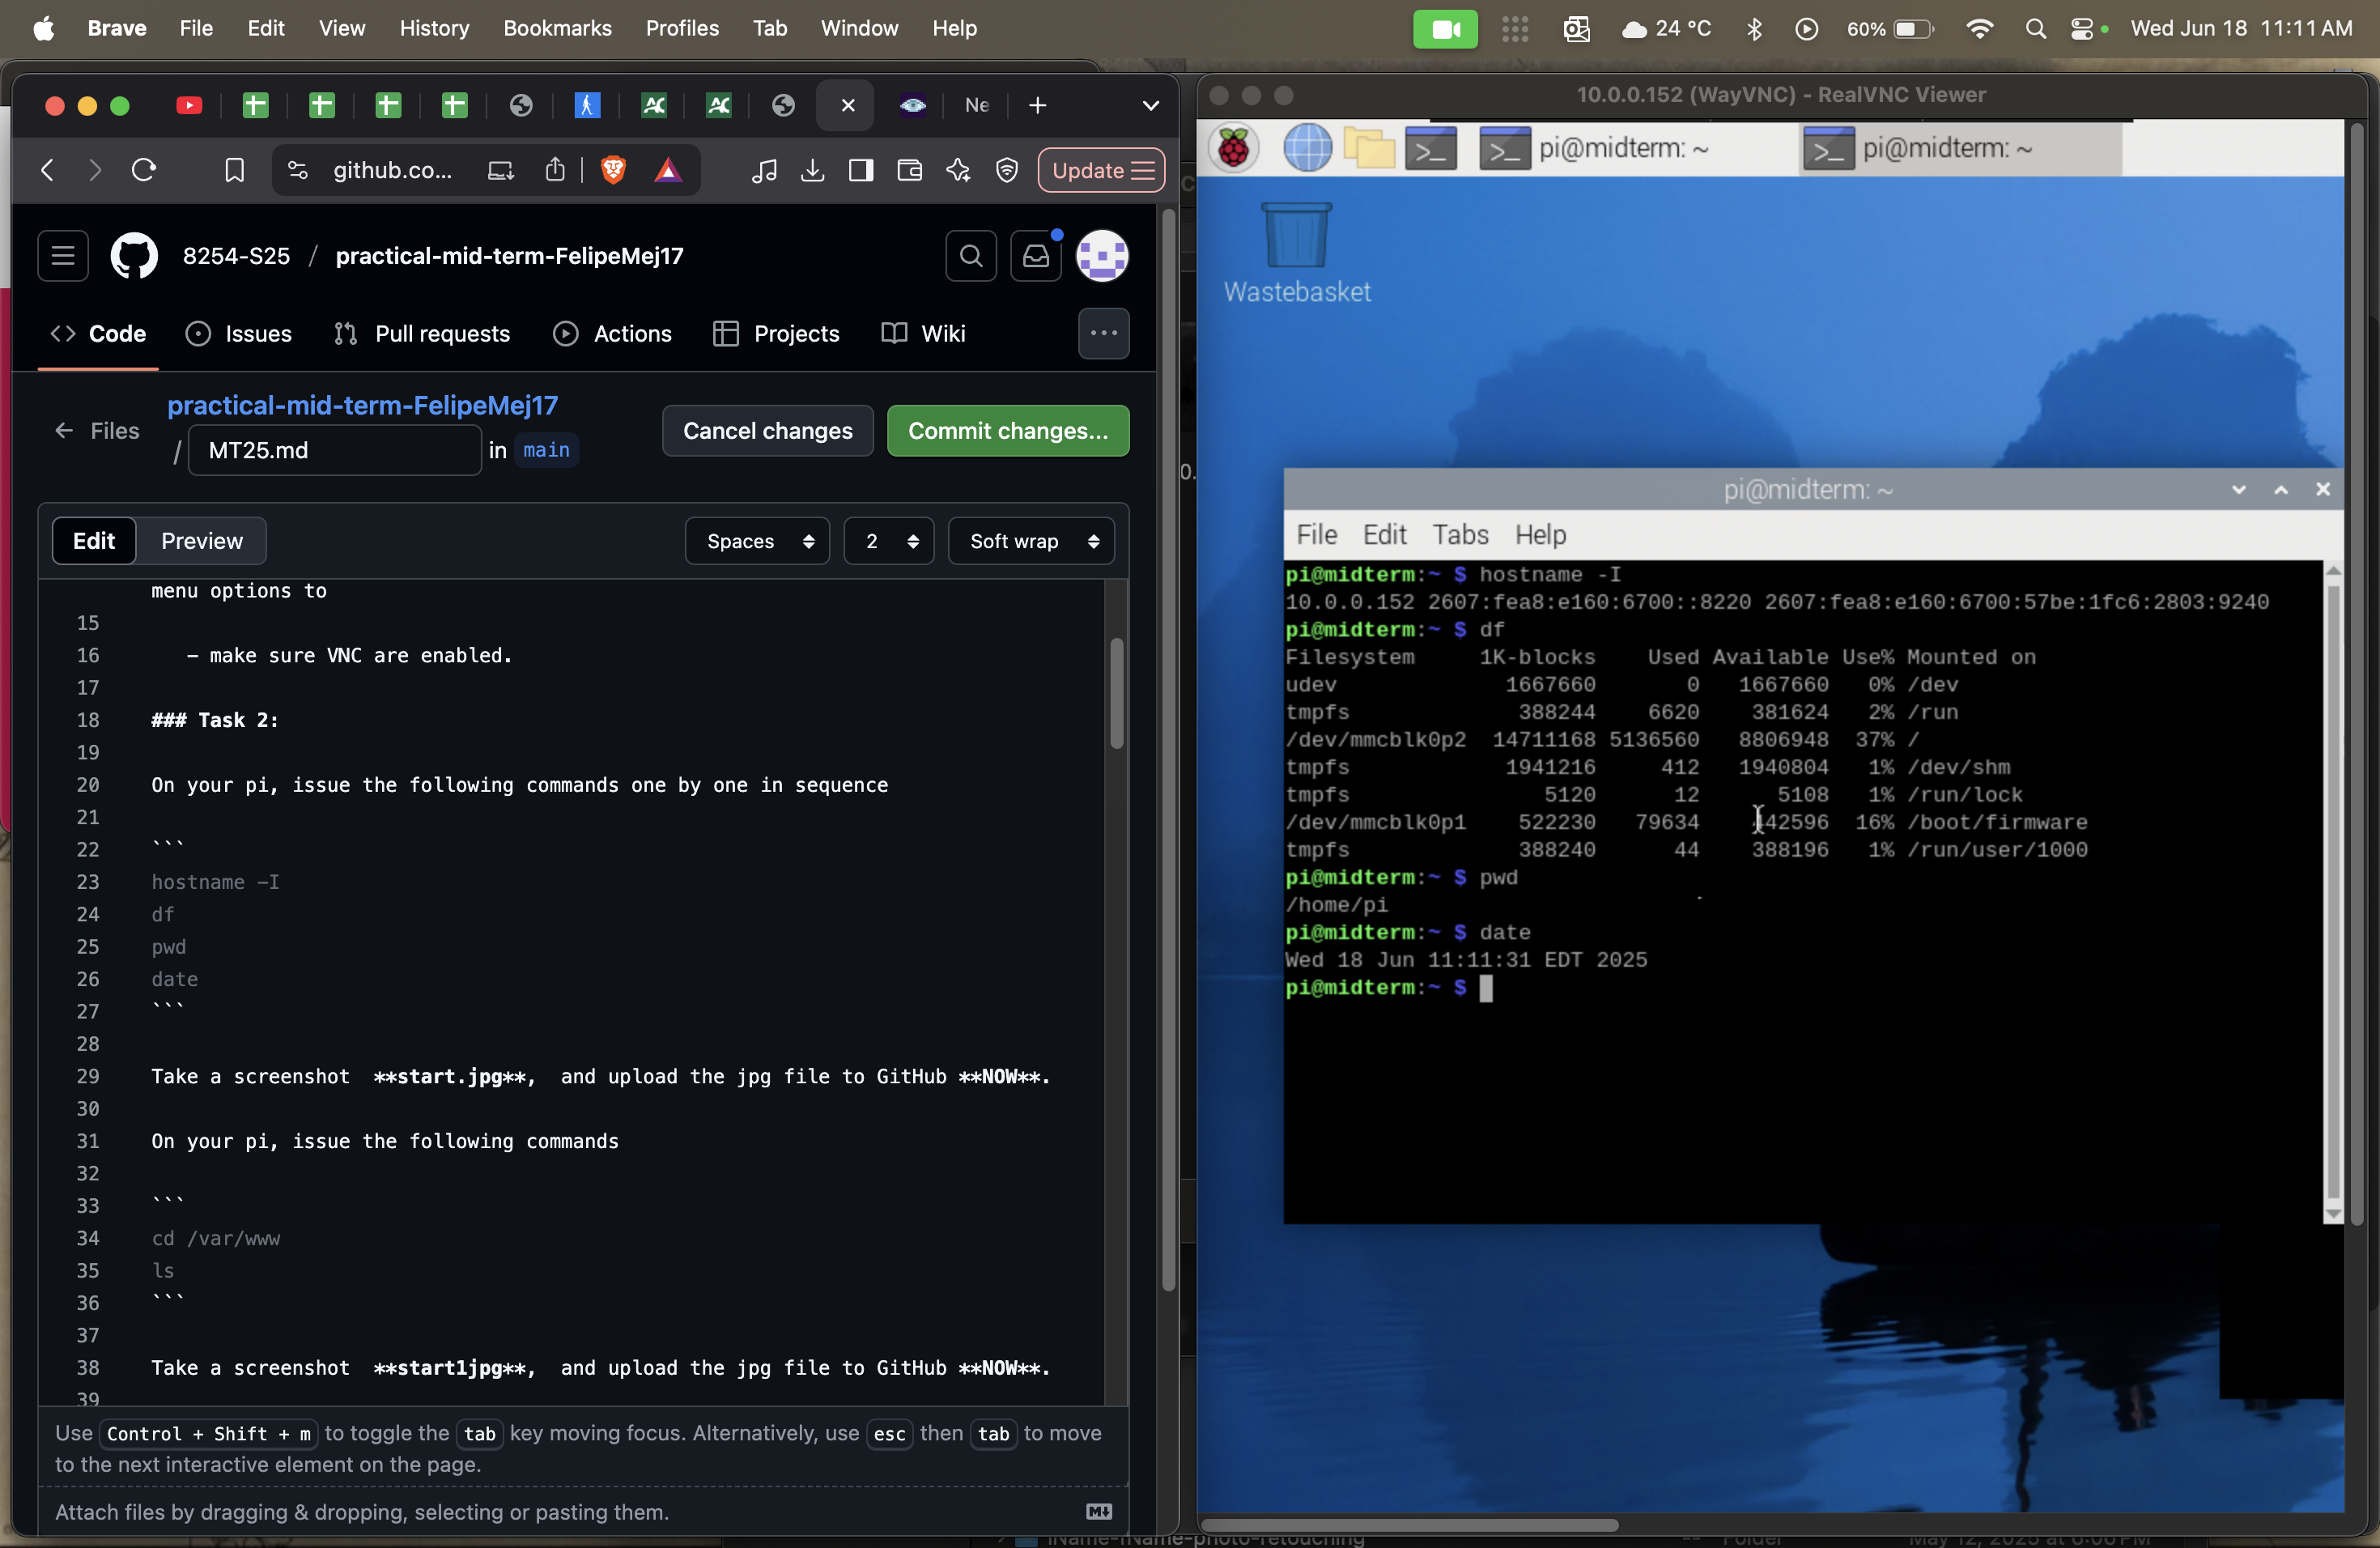 Brave File Edit View History Bookmarks Profiles Tab Window Help
24 °C 60% Wed Jun 18 11:11 AM
Ne
github.co...
Update
8254-S25 / practical-mid-term-FelipeMej17
Code Issues Pull requests Actions Projects Wiki
practical-mid-term-FelipeMej17
Files / MT25.md in main
Cancel changes Commit changes...
Edit Preview Spaces 2 Soft wrap
menu options to
15
16 - make sure VNC are enabled.
17
18 ### Task 2:
19
20 On your pi, issue the following commands one by one in sequence
21
22 ```
23 hostname -I
24 df
25 pwd
26 date
27 ```
28
29 Take a screenshot  **start.jpg**,  and upload the jpg file to GitHub **NOW**.
30
31 On your pi, issue the following commands
32
33 ```
34 cd /var/www
35 ls
36 ```
37
38 Take a screenshot  **start1jpg**,  and upload the jpg file to GitHub **NOW**.
39
Use Control + Shift + m to toggle the tab key moving focus. Alternatively, use esc then tab to move
to the next interactive element on the page.
Attach files by dragging & dropping, selecting or pasting them.
10.0.0.152 (WayVNC) - RealVNC Viewer
pi@midterm: ~ pi@midterm: ~
Wastebasket
pi@midterm: ~
File Edit Tabs Help
pi@midterm:~ $ hostname -I
10.0.0.152 2607:fea8:e160:6700::8220 2607:fea8:e160:6700:57be:1fc6:2803:9240
pi@midterm:~ $ df
Filesystem 1K-blocks Used Available Use% Mounted on
udev 1667660 0 1667660 0% /dev
tmpfs 388244 6620 381624 2% /run
/dev/mmcblk0p2 14711168 5136560 8806948 37% /
tmpfs 1941216 412 1940804 1% /dev/shm
tmpfs 5120 12 5108 1% /run/lock
/dev/mmcblk0p1 522230 79634 442596 16% /boot/firmware
tmpfs 388240 44 388196 1% /run/user/1000
pi@midterm:~ $ pwd
/home/pi
pi@midterm:~ $ date
Wed 18 Jun 11:11:31 EDT 2025
pi@midterm:~ $